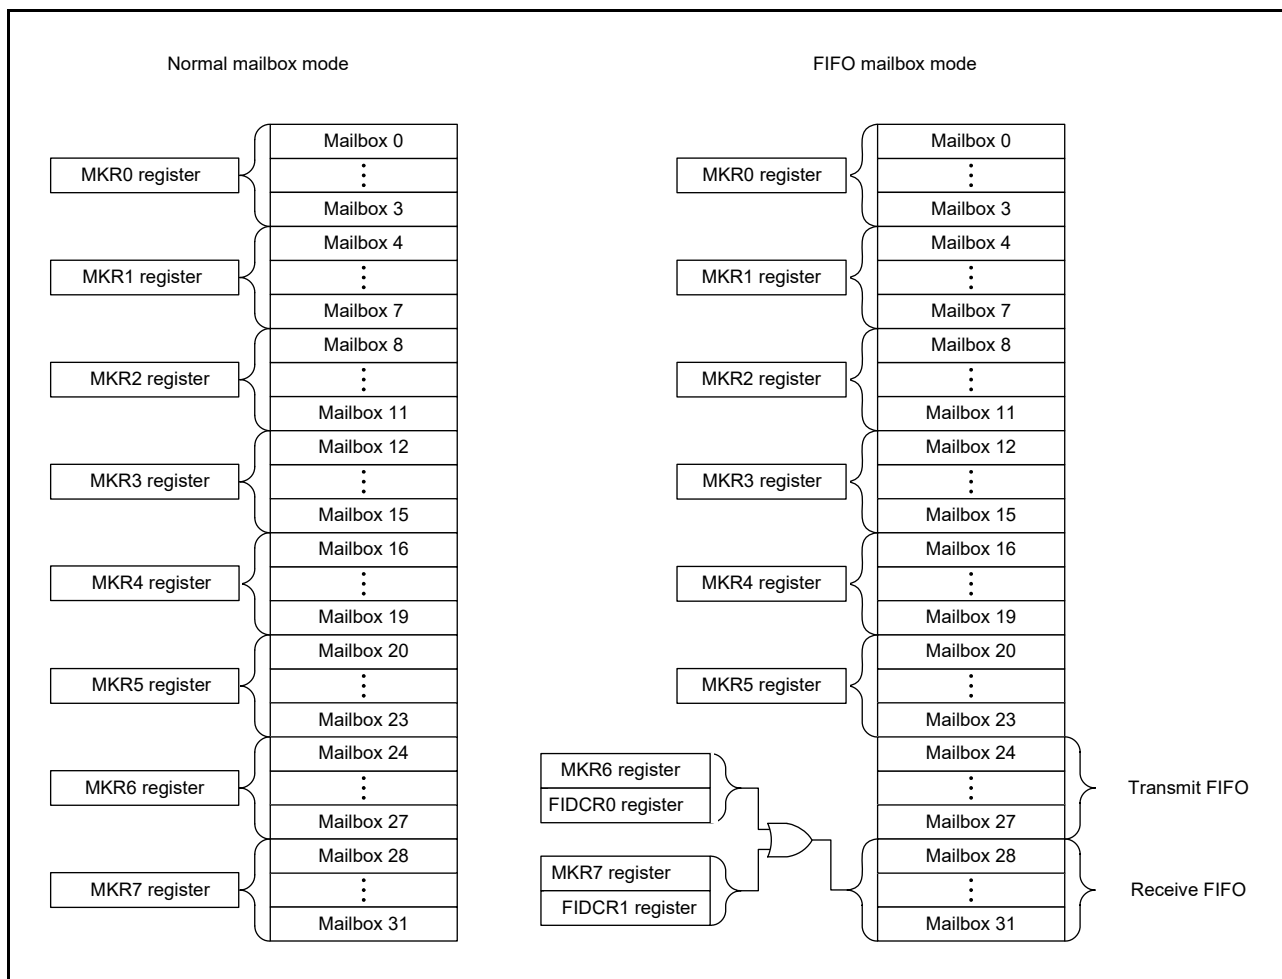 Normal mailbox mode
Mailbox 0
MKR0 register
Mailbox 3
Mailbox 4
MKR1 register
Mailbox 7
Mailbox 8
MKR2 register
Mailbox 11
Mailbox 12
MKR3 register
Mailbox 15
Mailbox 16
MKR4 register
Mailbox 19
Mailbox 20
MKR5 register
Mailbox 23
Mailbox 24
MKR6 register
Mailbox 27
Mailbox 28
MKR7 register
Mailbox 31
FIFO mailbox mode
Mailbox 0
MKR0 register
Mailbox 3
Mailbox 4
MKR1 register
Mailbox 7
Mailbox 8
MKR2 register
Mailbox 11
Mailbox 12
MKR3 register
Mailbox 15
Mailbox 16
MKR4 register
Mailbox 19
Mailbox 20
MKR5 register
Mailbox 23
Mailbox 24
MKR6 register
Transmit FIFO
FIDCR0 register
Mailbox 27
Mailbox 28
MKR7 register
Receive FIFO
FIDCR1 register
Mailbox 31